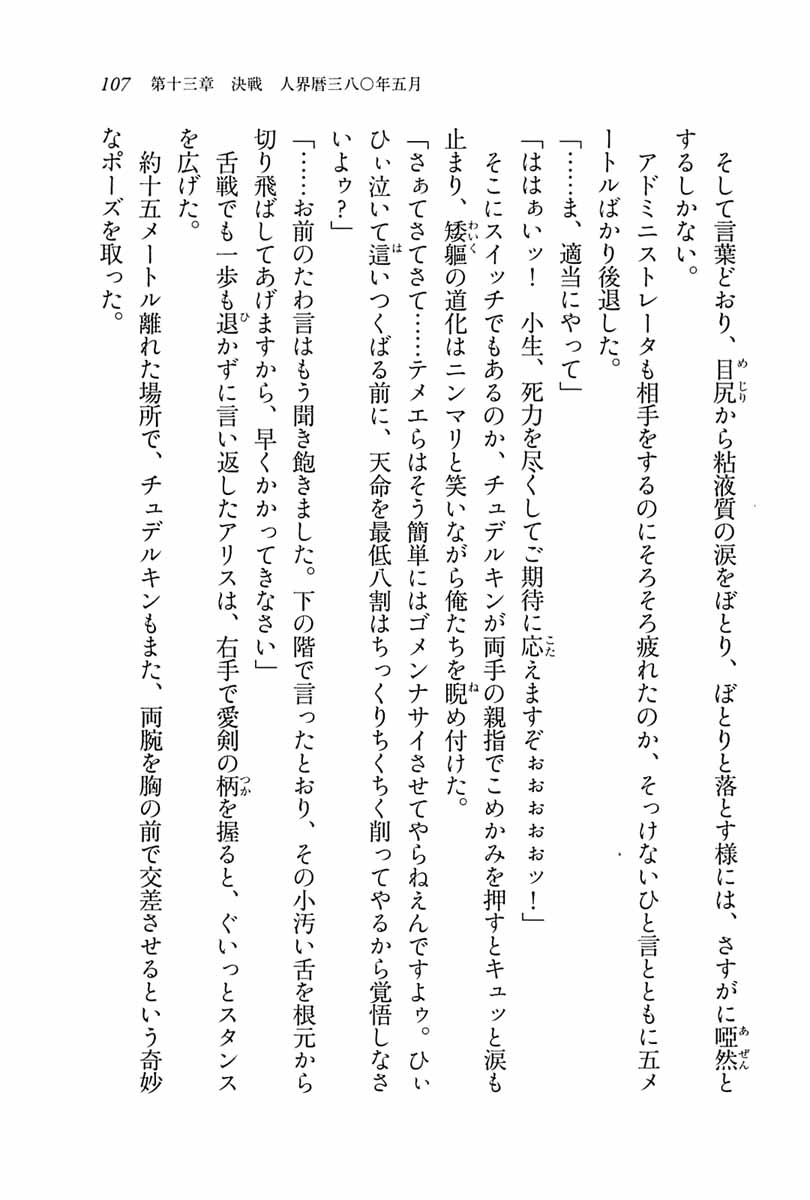 107　第十三章　決戦　人界暦三八〇年五月
　そして言葉どおり、目尻から粘液質の涙をぼとり、ぼとりと落とす様には、さすがに啞然と
するしかない。
　アドミニストレータも相手をするのにそろそろ疲れたのか、そっけないひと言とともに五メ
ートルばかり後退した。
「……ま、適当にやって」
「ははぁいッ！　小生、死力を尽くしてご期待に応えますぞぉぉぉぉぉッ！」
　そこにスイッチでもあるのか、チュデルキンが両手の親指でこめかみを押すとキュッと涙も
止まり、矮軀の道化はニンマリと笑いながら俺たちを睨め付けた。
「さぁてさてさて……テメエらはそう簡単にはゴメンナサイさせてやらねえんですよゥ。ひぃ
ひぃ泣いて這いつくばる前に、天命を最低八割はちっくりちくちく削ってやるから覚悟しなさ
いよゥ？」
「……お前のたわ言はもう聞き飽きました。下の階で言ったとおり、その小汚い舌を根元から
切り飛ばしてあげますから、早くかかってきなさい」
　舌戦でも一歩も退かずに言い返したアリスは、右手で愛剣の柄を握ると、ぐいっとスタンス
を広げた。
　約十五メートル離れた場所で、チュデルキンもまた、両腕を胸の前で交差させるという奇妙
なポーズを取った。